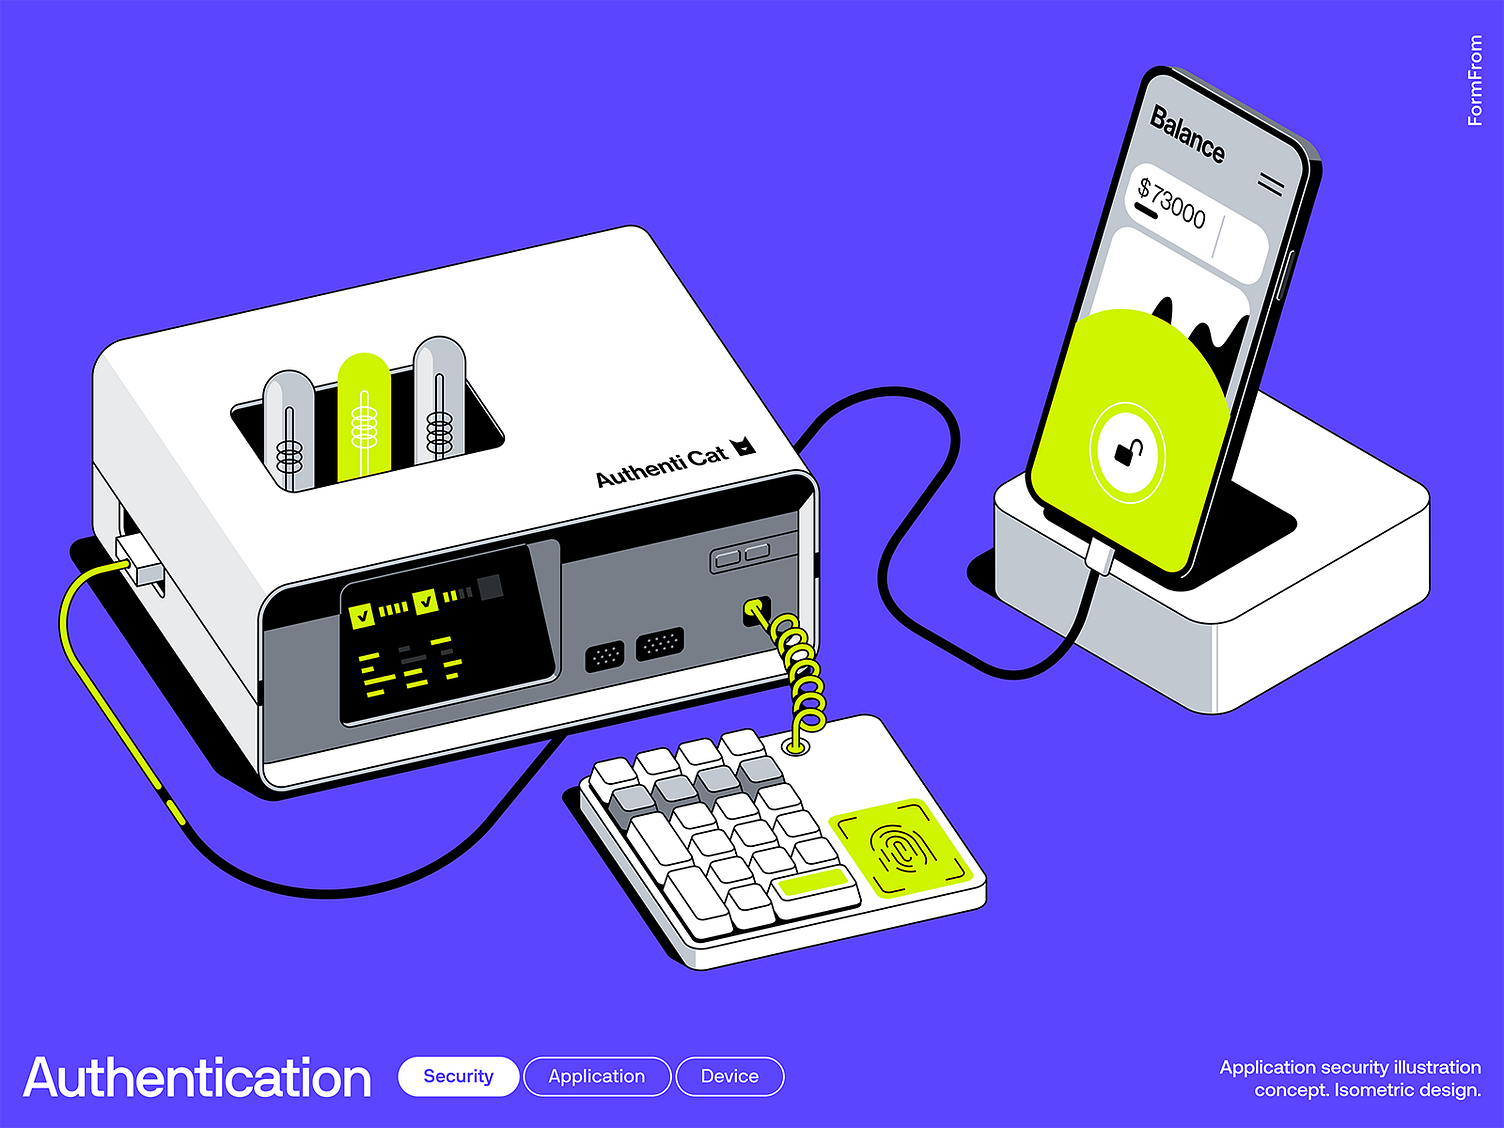 FormFrom
Balance
$73000
Authenti Cat
Authentication
Security
Application
Device
Application security illustration
concept. Isometric design.